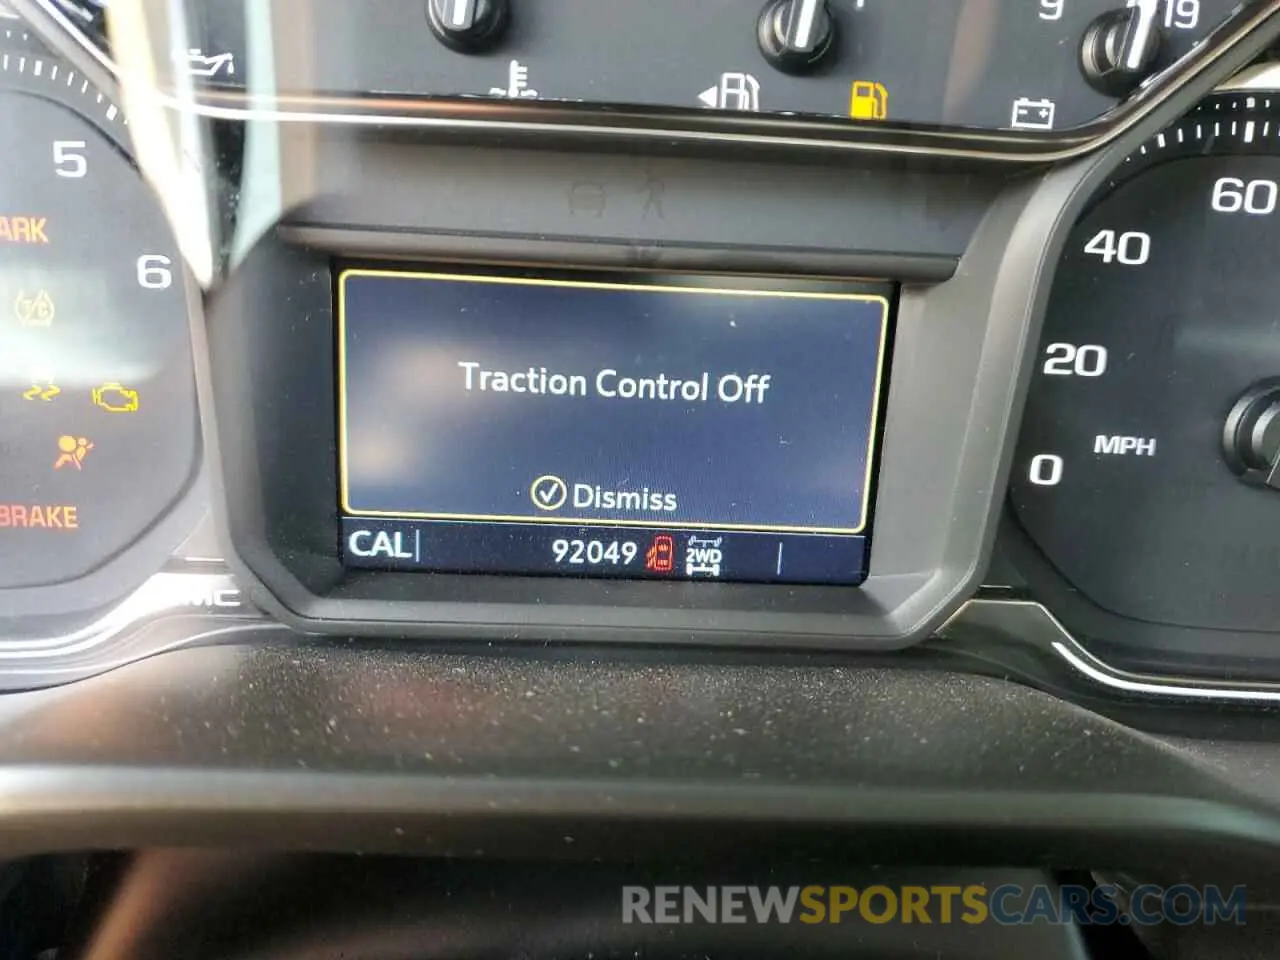 9
19
5
6
ARK
60
40
20
0
MPH
T/C
Traction Control Off
Dismiss
CAL
92049
2WD
BRAKE
MC
RENEWSPORTSCARS.COM